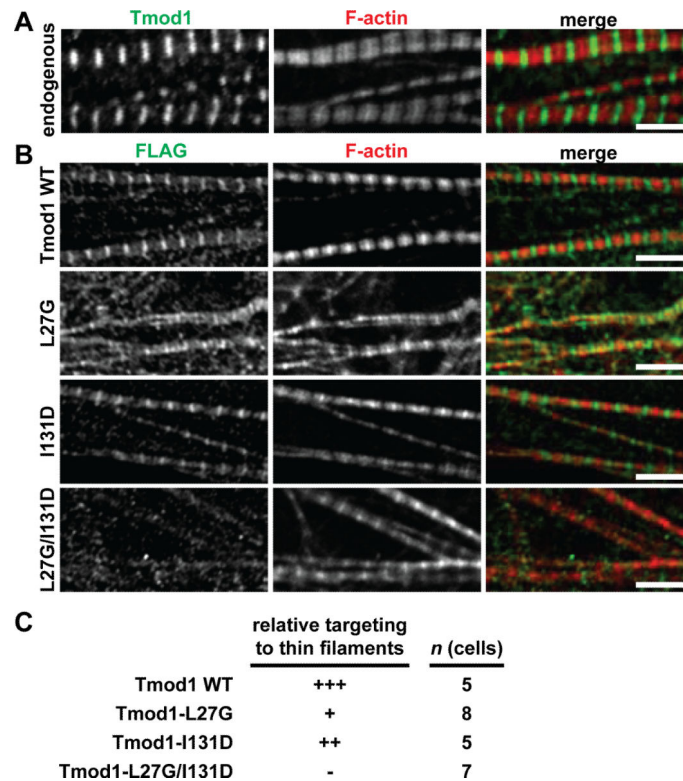 A
Tmod1 F-actin merge
endogenous
B
FLAG F-actin merge
Tmod1 WT
L27G
I131D
L27G/I131D
C
relative targeting
to thin filaments n (cells)
Tmod1 WT +++ 5
Tmod1-L27G + 8
Tmod1-I131D ++ 5
Tmod1-L27G/I131D - 7